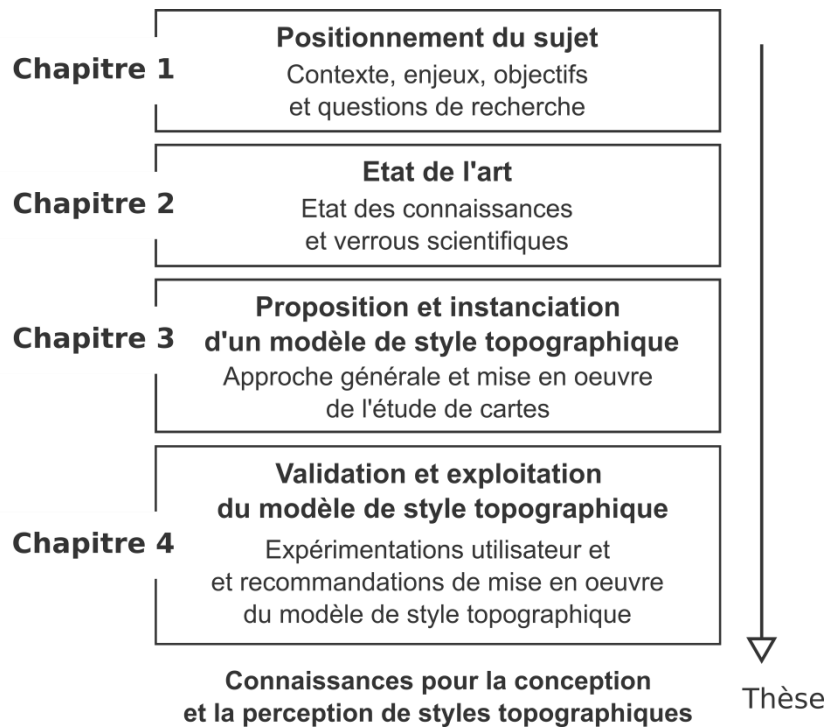 Chapitre 1
Positionnement du sujet
Contexte, enjeux, objectifs
et questions de recherche
Chapitre 2
Etat de l'art
Etat des connaissances
et verrous scientifiques
Chapitre 3
Proposition et instanciation
d'un modèle de style topographique
Approche générale et mise en oeuvre
de l'étude de cartes
Chapitre 4
Validation et exploitation
du modèle de style topographique
Expérimentations utilisateur et
et recommandations de mise en oeuvre
du modèle de style topographique
Connaissances pour la conception
et la perception de styles topographiques
Thèse